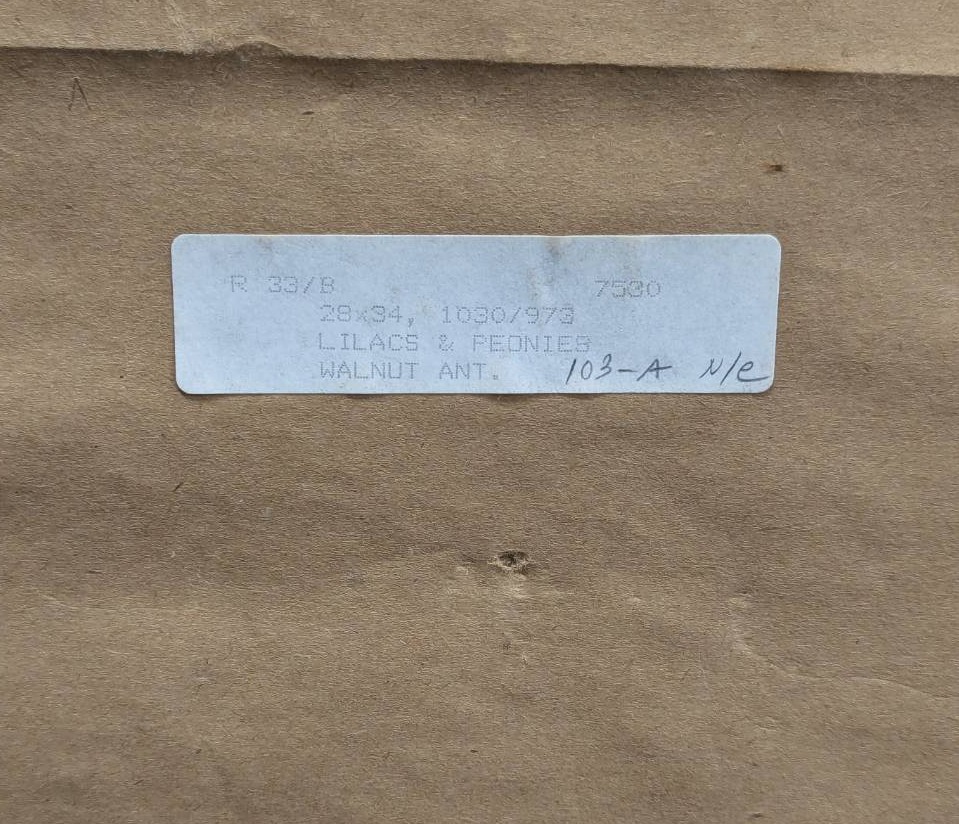 A
R 33/B 7530
28x34, 1030/973
LILACS & PEONIES
WALNUT ANT. 103-A N/e